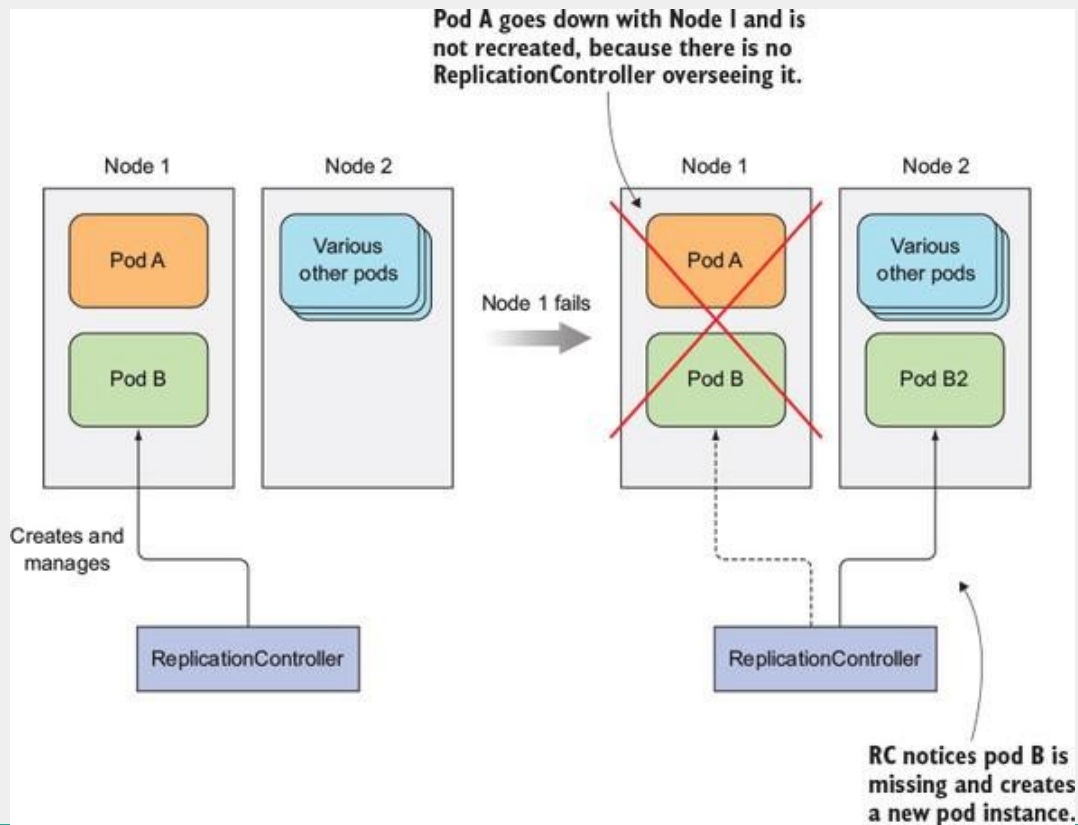 Pod A goes down with Node 1 and is
not recreated, because there is no
ReplicationController overseeing it.
Node 1
Node 2
Node 1
Node 2
Pod A
Various
other pods
Pod A
Various
other pods
Node 1 fails
Pod B
Pod B
Pod B2
Creates and
manages
ReplicationController
ReplicationController
RC notices pod B is
missing and creates
a new pod instance.